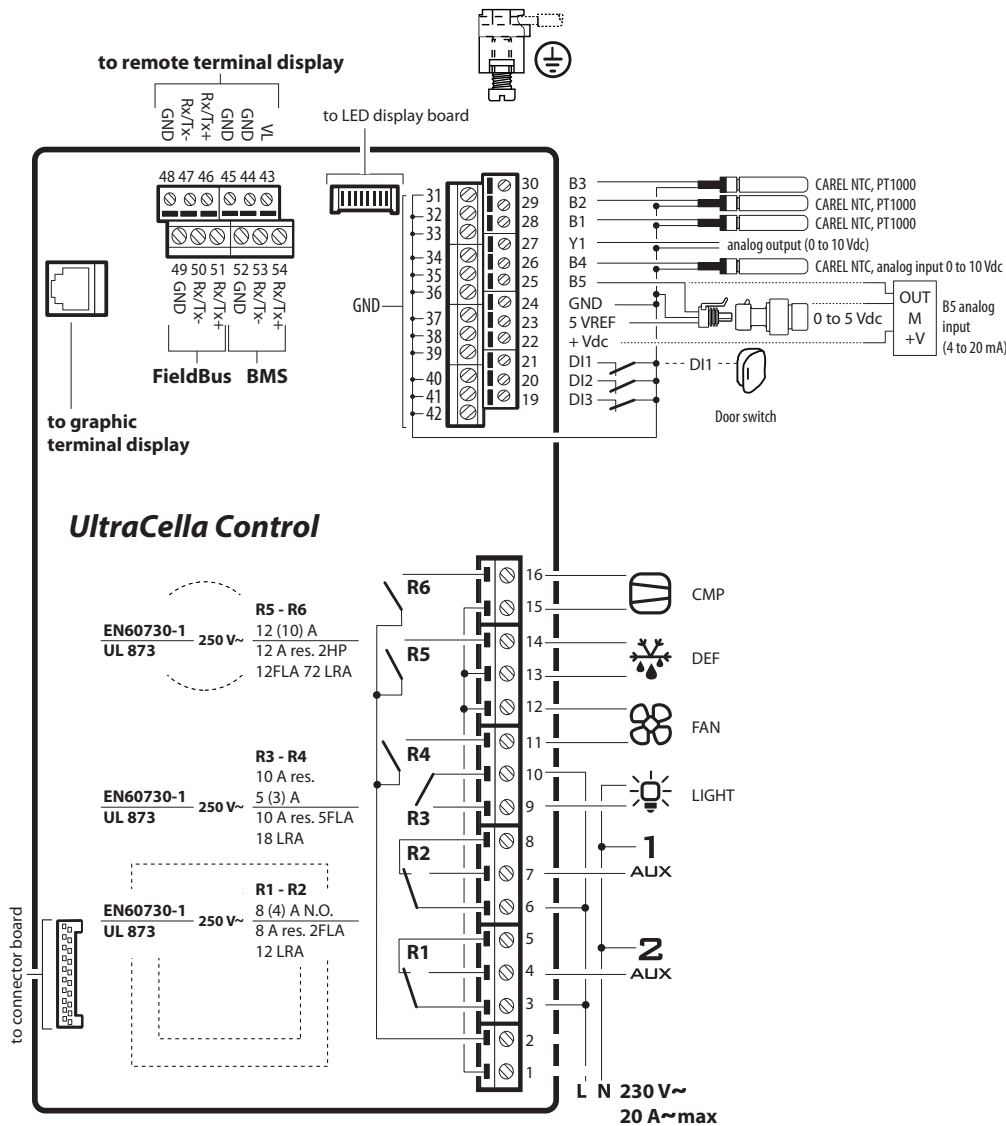 to remote terminal display
GND
Rx/Tx-
Rx/Tx+
GND
GND
VL
to LED display board
48 47 46 45 44 43
49 50 51 52 53 54
GND
Rx/Tx-
Rx/Tx+
GND
Rx/Tx-
Rx/Tx+
FieldBus BMS
to graphic
terminal display
GND
31
32
33
34
35
36
37
38
39
40
41
42
30 B3 CAREL NTC, PT1000
29 B2 CAREL NTC, PT1000
28 B1 CAREL NTC, PT1000
27 Y1 analog output (0 to 10 Vdc)
26 B4 CAREL NTC, analog input 0 to 10 Vdc
25 B5
24 GND
23 5 VREF
22 + Vdc
21 DI1
20 DI2
19 DI3
0 to 5 Vdc
OUT
M
+V
B5 analog
input
(4 to 20 mA)
DI1
Door switch
UltraCella Control
EN60730-1
UL 873
250 V~
R5 - R6
12 (10) A
12 A res. 2HP
12FLA 72 LRA
EN60730-1
UL 873
250 V~
R3 - R4
10 A res.
5 (3) A
10 A res. 5FLA
18 LRA
EN60730-1
UL 873
250 V~
R1 - R2
8 (4) A N.O.
8 A res. 2FLA
12 LRA
to connector board
R6
R5
R4
R3
R2
R1
16
15
14
13
12
11
10
9
8
7
6
5
4
3
2
1
CMP
DEF
FAN
LIGHT
1
AUX
2
AUX
L N 230 V~
20 A~max